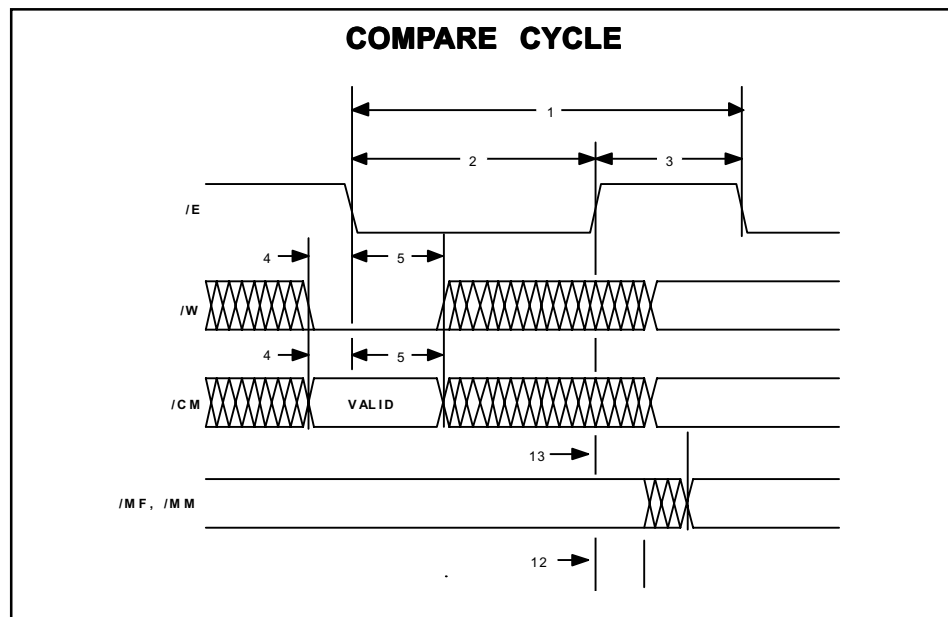 COMPARE CYCLE
1
2 3
/E
4 5
/W
4 5
/CM VALID
13
/MF, /MM
12